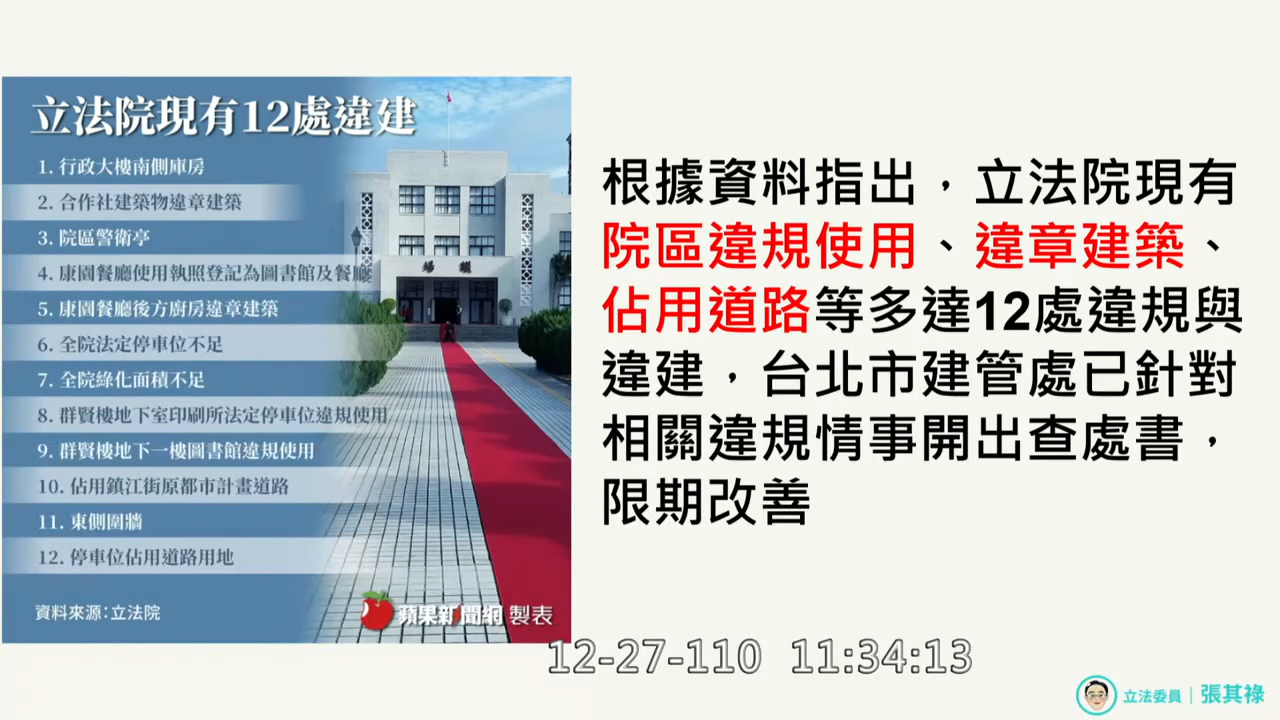 立法院現有12處違建
1. 行政大樓南側庫房
2. 合作社建築物違章建築
3. 院區警衛亭
4. 康園餐廳使用執照登記為圖書館及餐廳
5. 康園餐廳後方廚房違章建築
6. 全院法定停車位不足
7. 全院綠化面積不足
8. 群賢樓地下室印刷所法定停車位違規使用
9. 群賢樓地下一樓圖書館違規使用
10. 佔用鎮江街原都市計畫道路
11. 東側圍牆
12. 停車位佔用道路用地
資料來源:立法院
蘋果新聞網 製表
根據資料指出,立法院現有
院區違規使用、違章建築、
佔用道路等多達12處違規與
違建,台北市建管處已針對
相關違規情事開出查處書,
限期改善
12-27-110 11:34:13
立法委員|張其祿